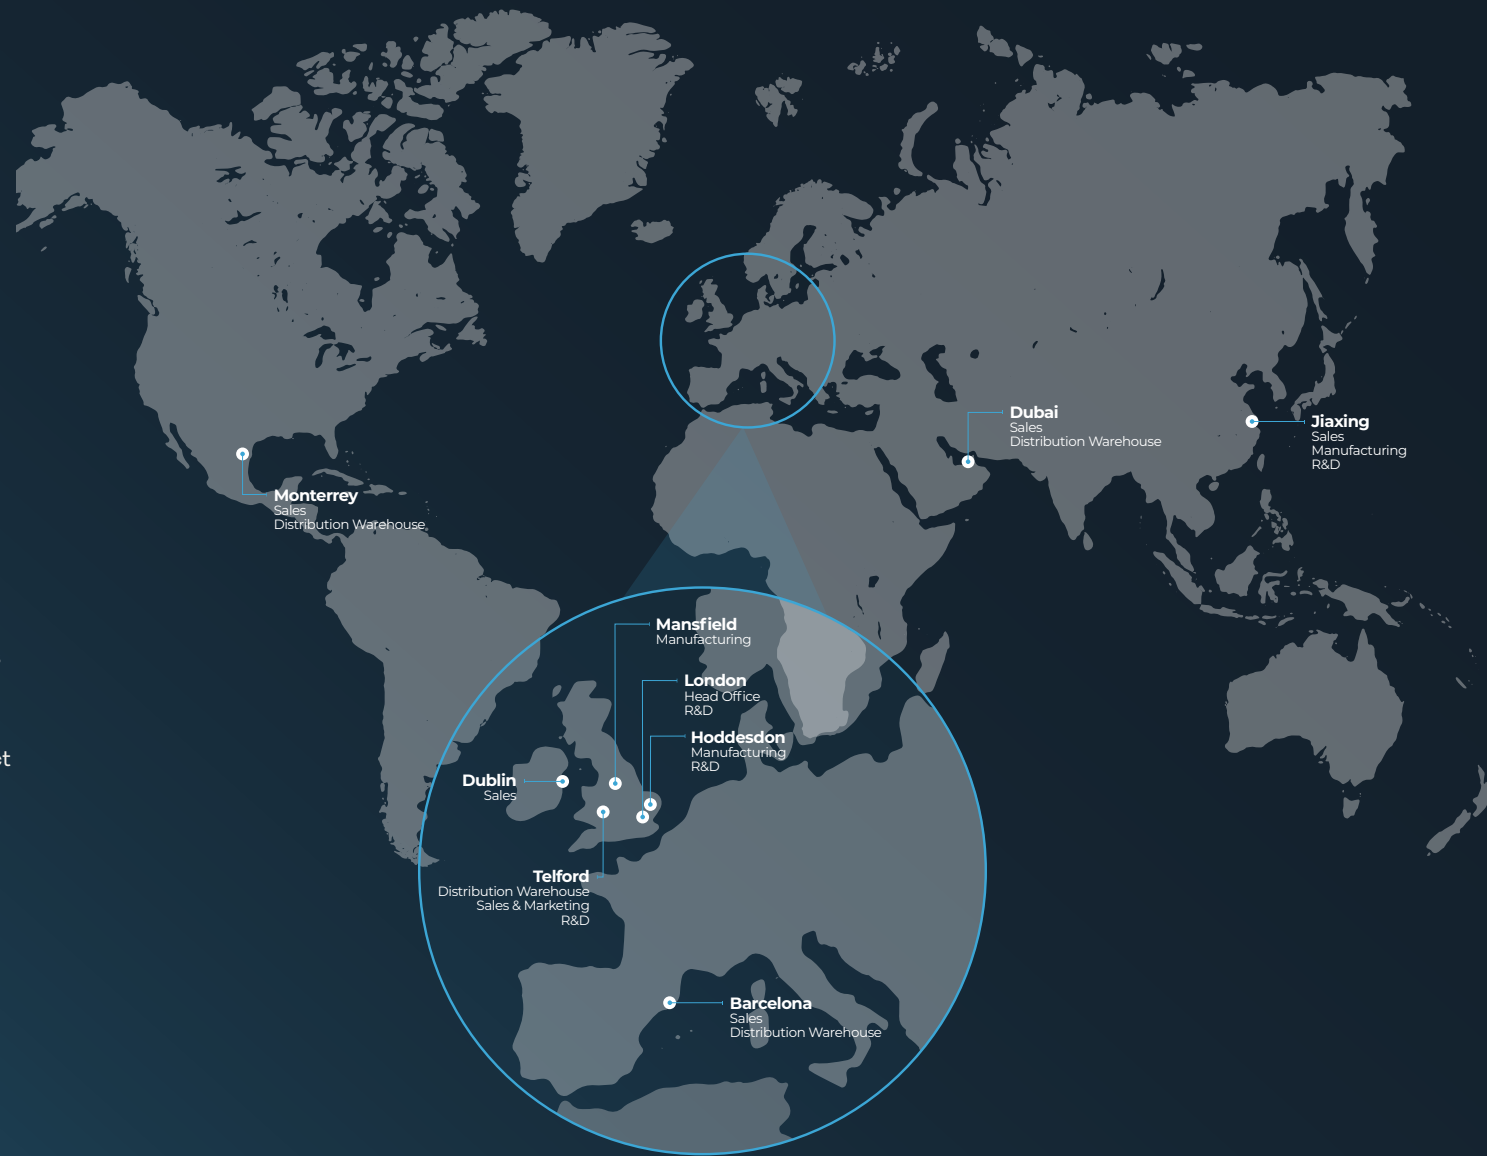 Dubai
Sales
Distribution Warehouse
Jiaxing
Sales
Manufacturing
R&D
Monterrey
Sales
Distribution Warehouse
Mansfield
Manufacturing
London
Head Office
R&D
Hoddesdon
Manufacturing
R&D
Dublin
Sales
Telford
Distribution Warehouse
Sales & Marketing
R&D
Barcelona
Sales
Distribution Warehouse